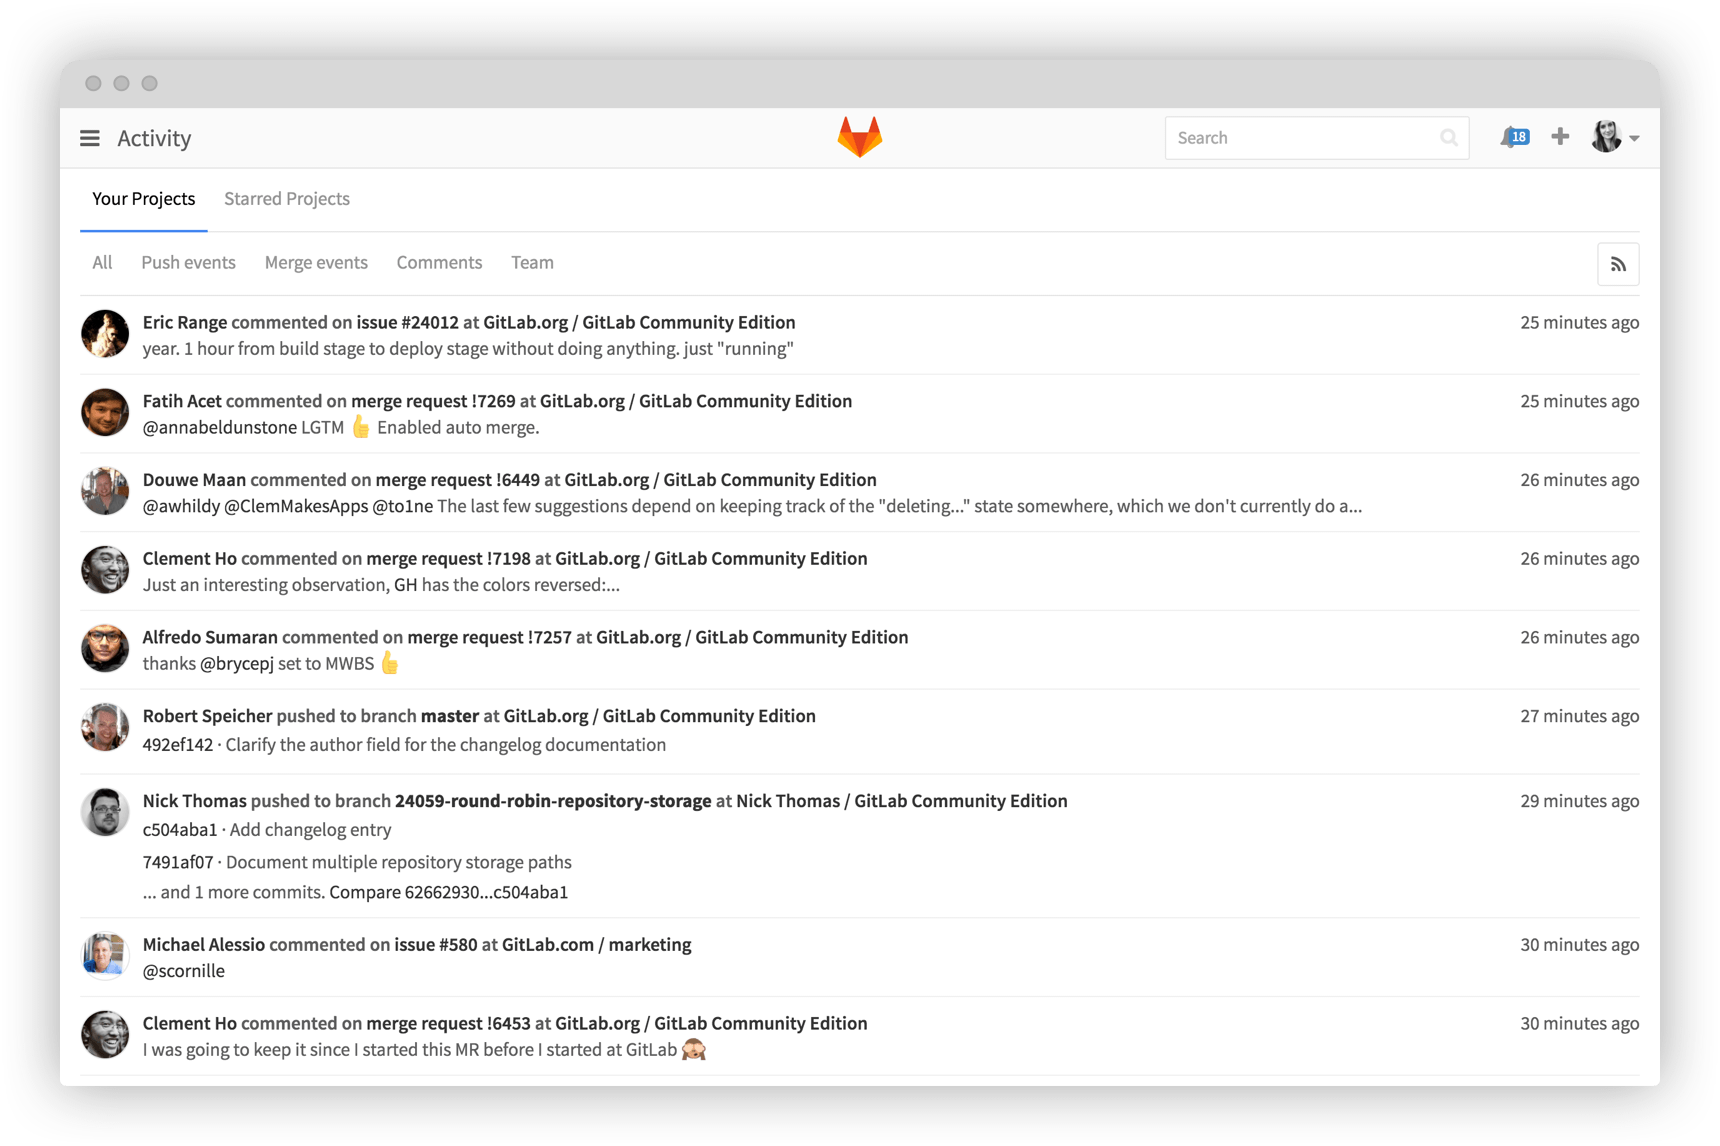 Activity
Search
18
Your Projects Starred Projects
All Push events Merge events Comments Team
Eric Range commented on issue #24012 at GitLab.org / GitLab Community Edition 25 minutes ago
year. 1 hour from build stage to deploy stage without doing anything. just "running"
Fatih Acet commented on merge request !7269 at GitLab.org / GitLab Community Edition 25 minutes ago
@annabeldunstone LGTM 👍 Enabled auto merge.
Douwe Maan commented on merge request !6449 at GitLab.org / GitLab Community Edition 26 minutes ago
@awhildy @ClemMakesApps @to1ne The last few suggestions depend on keeping track of the "deleting..." state somewhere, which we don't currently do a...
Clement Ho commented on merge request !7198 at GitLab.org / GitLab Community Edition 26 minutes ago
Just an interesting observation, GH has the colors reversed:...
Alfredo Sumaran commented on merge request !7257 at GitLab.org / GitLab Community Edition 26 minutes ago
thanks @brycepj set to MWBS 👍
Robert Speicher pushed to branch master at GitLab.org / GitLab Community Edition 27 minutes ago
492ef142 · Clarify the author field for the changelog documentation
Nick Thomas pushed to branch 24059-round-robin-repository-storage at Nick Thomas / GitLab Community Edition 29 minutes ago
c504aba1 · Add changelog entry
7491af07 · Document multiple repository storage paths
... and 1 more commits. Compare 62662930...c504aba1
Michael Alessio commented on issue #580 at GitLab.com / marketing 30 minutes ago
@scornille
Clement Ho commented on merge request !6453 at GitLab.org / GitLab Community Edition 30 minutes ago
I was going to keep it since I started this MR before I started at GitLab 🙈